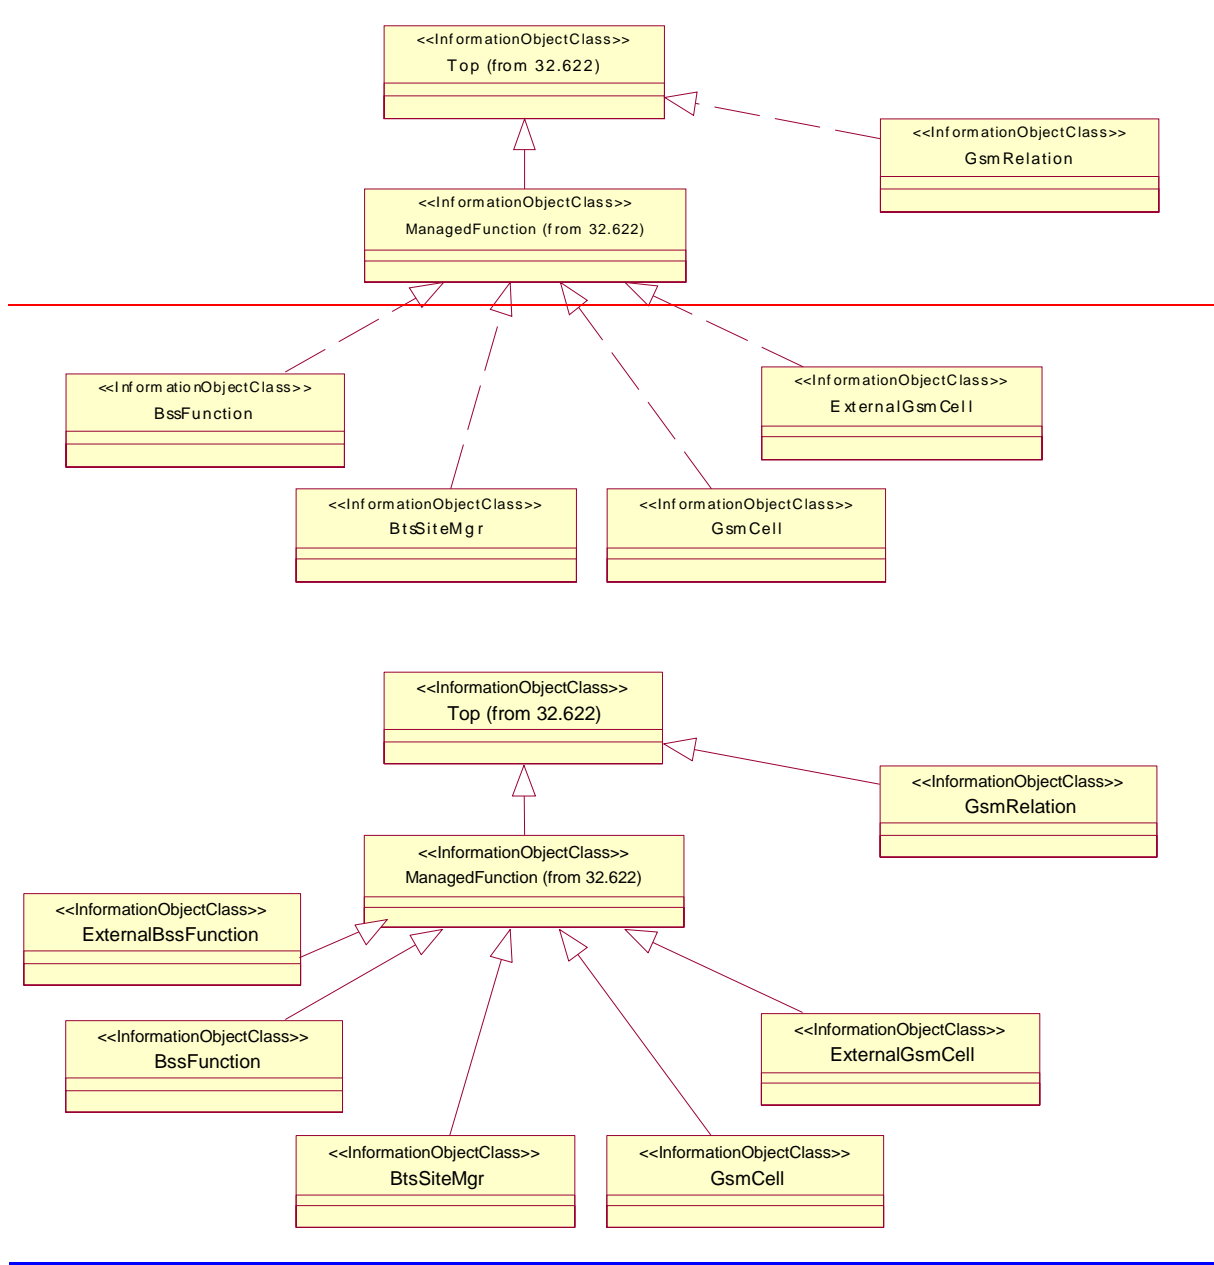 <<InformationObjectClass>>
Top (from 32.622)
<<InformationObjectClass>>
GsmRelation
<<InformationObjectClass>>
ManagedFunction (from 32.622)
<<InformationObjectClass>>
BssFunction
<<InformationObjectClass>>
ExternalGsmCell
<<InformationObjectClass>>
BtsSiteMgr
<<InformationObjectClass>>
GsmCell
<<InformationObjectClass>>
Top (from 32.622)
<<InformationObjectClass>>
GsmRelation
<<InformationObjectClass>>
ManagedFunction (from 32.622)
<<InformationObjectClass>>
ExternalBssFunction
<<InformationObjectClass>>
BssFunction
<<InformationObjectClass>>
ExternalGsmCell
<<InformationObjectClass>>
BtsSiteMgr
<<InformationObjectClass>>
GsmCell